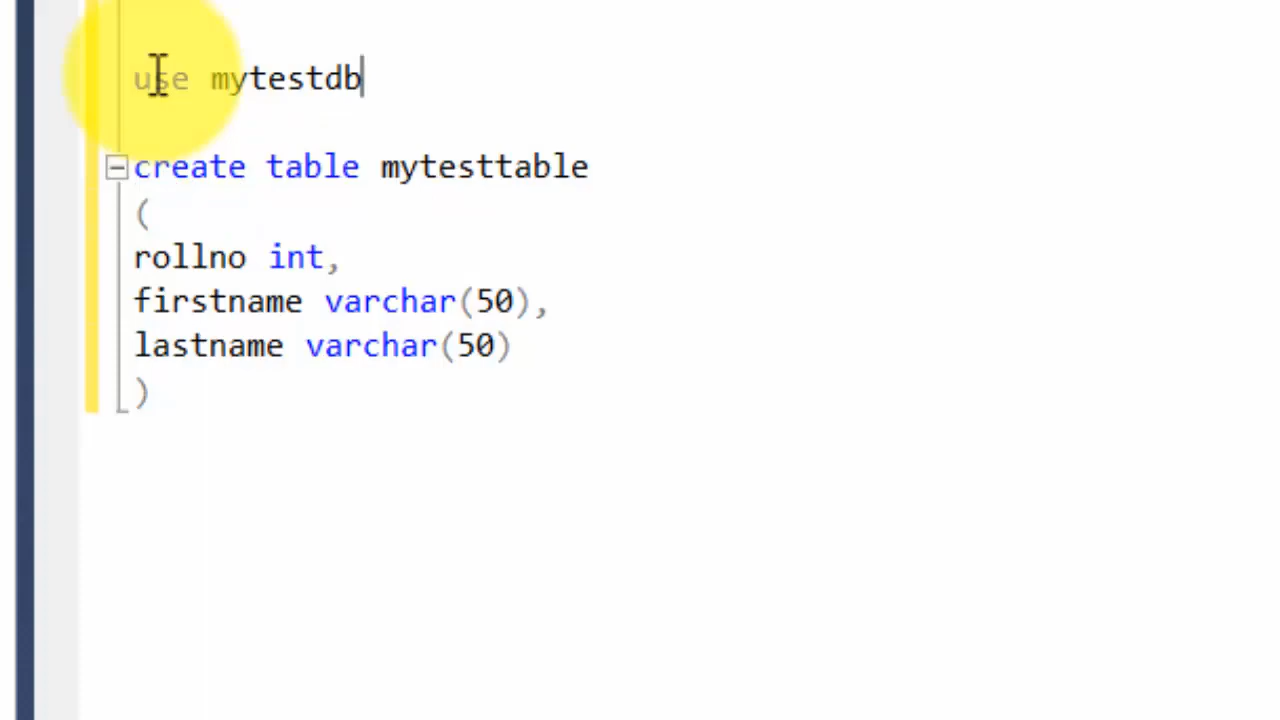 use mytestdb
create table mytesttable
(
rollno int,
firstname varchar(50),
lastname varchar(50)
)